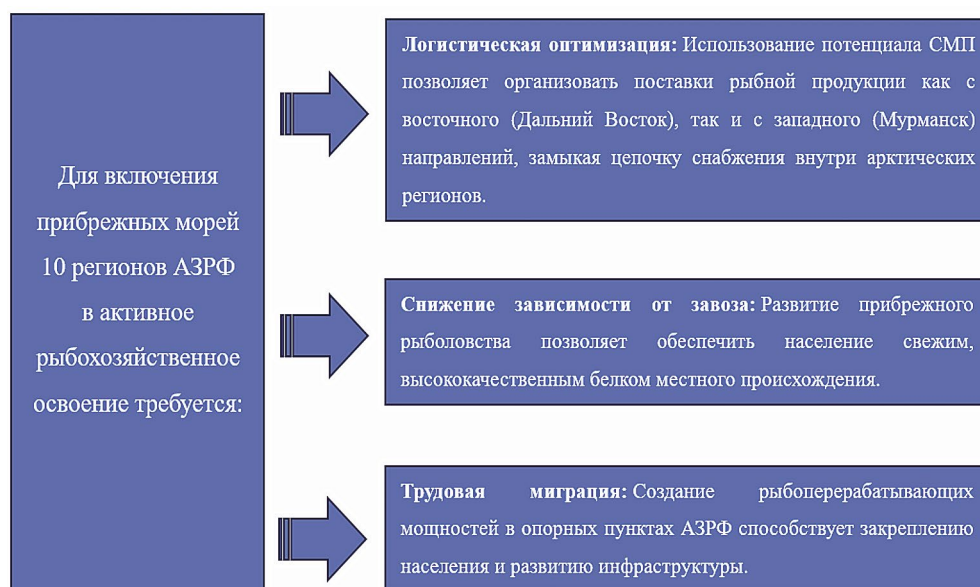 Для включения
прибрежных морей
10 регионов АЗРФ
в активное
рыбохозяйственное
освоение требуется:
Логистическая оптимизация: Использование потенциала СМП
позволяет организовать поставки рыбной продукции как с
восточного (Дальний Восток), так и с западного (Мурманск)
направлений, замыкая цепочку снабжения внутри арктических
регионов.
Снижение зависимости от завоза: Развитие прибрежного
рыболовства позволяет обеспечить население свежим,
высококачественным белком местного происхождения.
Трудовая миграция: Создание рыбоперерабатывающих
мощностей в опорных пунктах АЗРФ способствует закреплению
населения и развитию инфраструктуры.